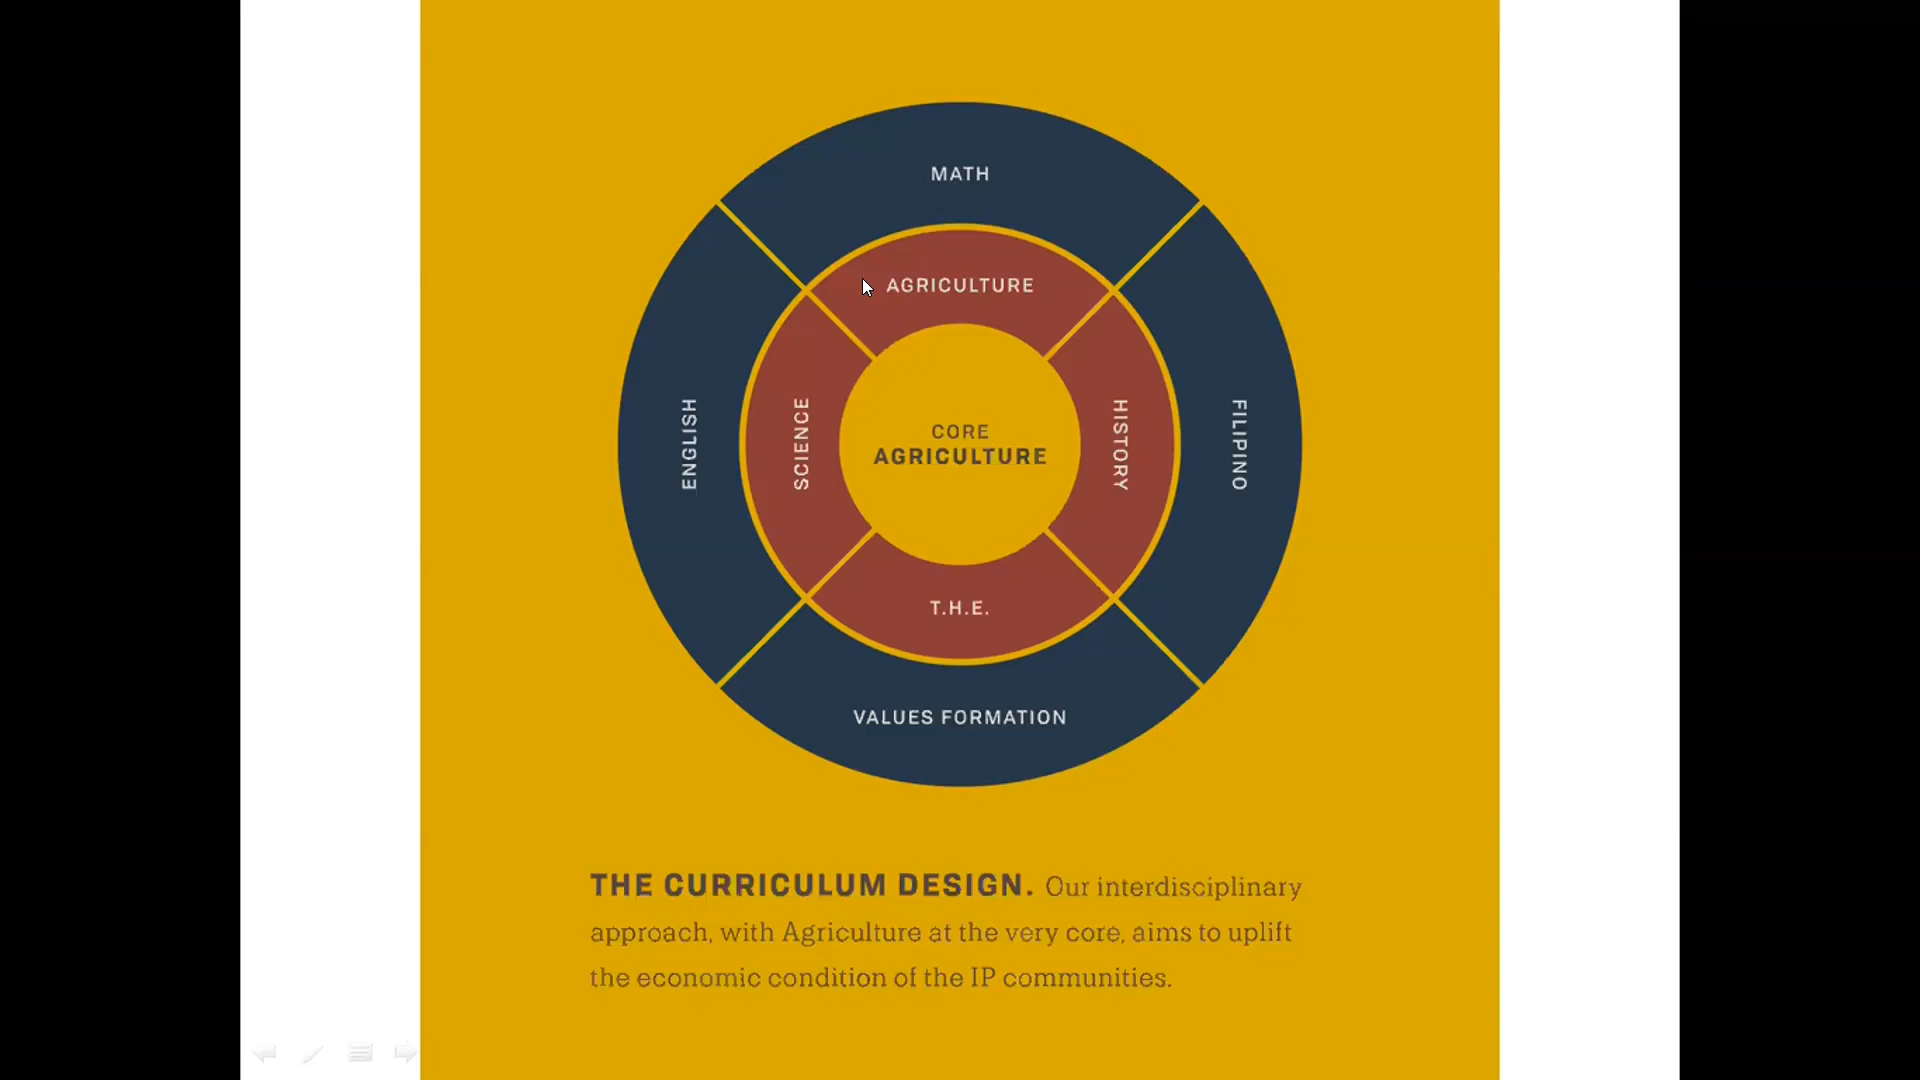 MATH
AGRICULTURE
ENGLISH
SCIENCE
CORE
AGRICULTURE
HISTORY
FILIPINO
T.H.E.
VALUES FORMATION
THE CURRICULUM DESIGN. Our interdisciplinary
approach, with Agriculture at the very core, aims to uplift
the economic condition of the IP communities.